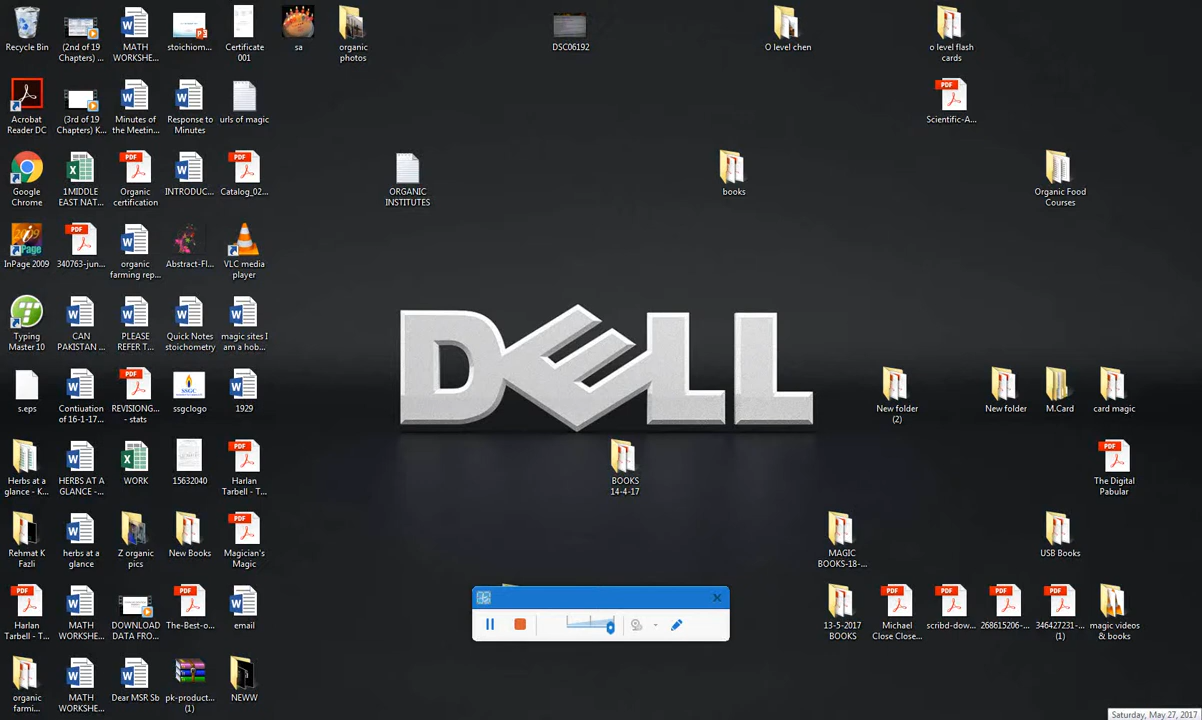 Recycle Bin
(2nd of 19
Chapters) ...
MATH
WORKSHE...
stoichiom...
Certificate
001
sa
organic
photos
DSC06192
O level chen
o level flash
cards
Acrobat
Reader DC
(3rd of 19
Chapters) K...
Minutes of
the Meetin...
Response to
Minutes
urls of magic
Scientific-A...
Google
Chrome
1MIDDLE
EAST NAT...
Organic
certification
INTRODUC...
Catalog_02...
ORGANIC
INSTITUTES
books
Organic Food
Courses
InPage 2009
340763-jun...
organic
farming rep...
Abstract-Fl...
VLC media
player
Typing
Master 10
CAN
PAKISTAN ...
PLEASE
REFER T...
Quick Notes
stoichometry
magic sites I
am a hob...
DELL
s.eps
Contiuation
of 16-1-17...
REVISIONG...
- stats
ssgclogo
1929
New folder
(2)
New folder
M.Card
card magic
Herbs at a
glance - K...
HERBS AT A
GLANCE -...
WORK
15632040
Harlan
Tarbell - T...
BOOKS
14-4-17
The Digital
Pabular
Rehmat K
Fazli
herbs at a
glance
Z organic
pics
New Books
Magician's
Magic
MAGIC
BOOKS-18-...
USB Books
Harlan
Tarbell - T...
MATH
WORKSHE...
DOWNLOAD
DATA FRO...
The-Best-o...
email
13-5-2017
BOOKS
Michael
Close Close...
scribd-dow...
268615206-...
346427231-...
(1)
magic videos
& books
organic
farmi...
MATH
WORKSHE...
Dear MSR Sb
pk-product...
(1)
NEWW
Saturday, May 27, 2017